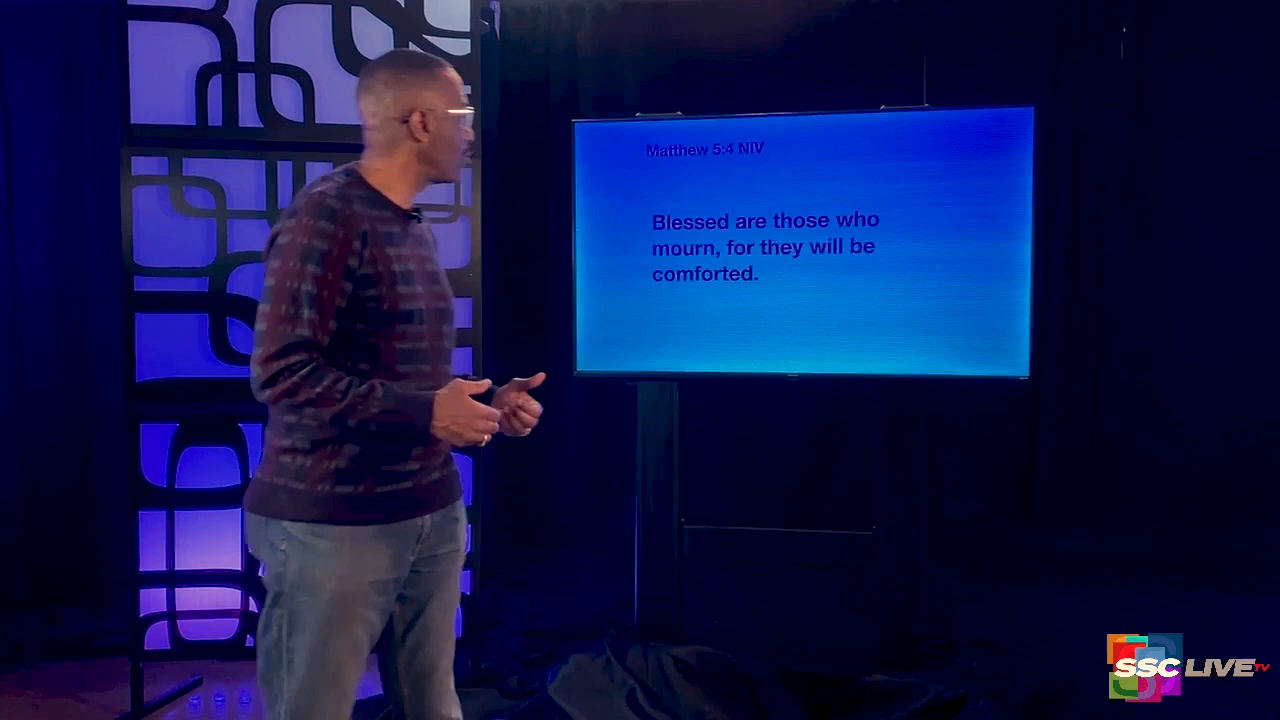 Matthew 5:4 NIV
Blessed are those who
mourn, for they will be
comforted.
SSC LIVE TV